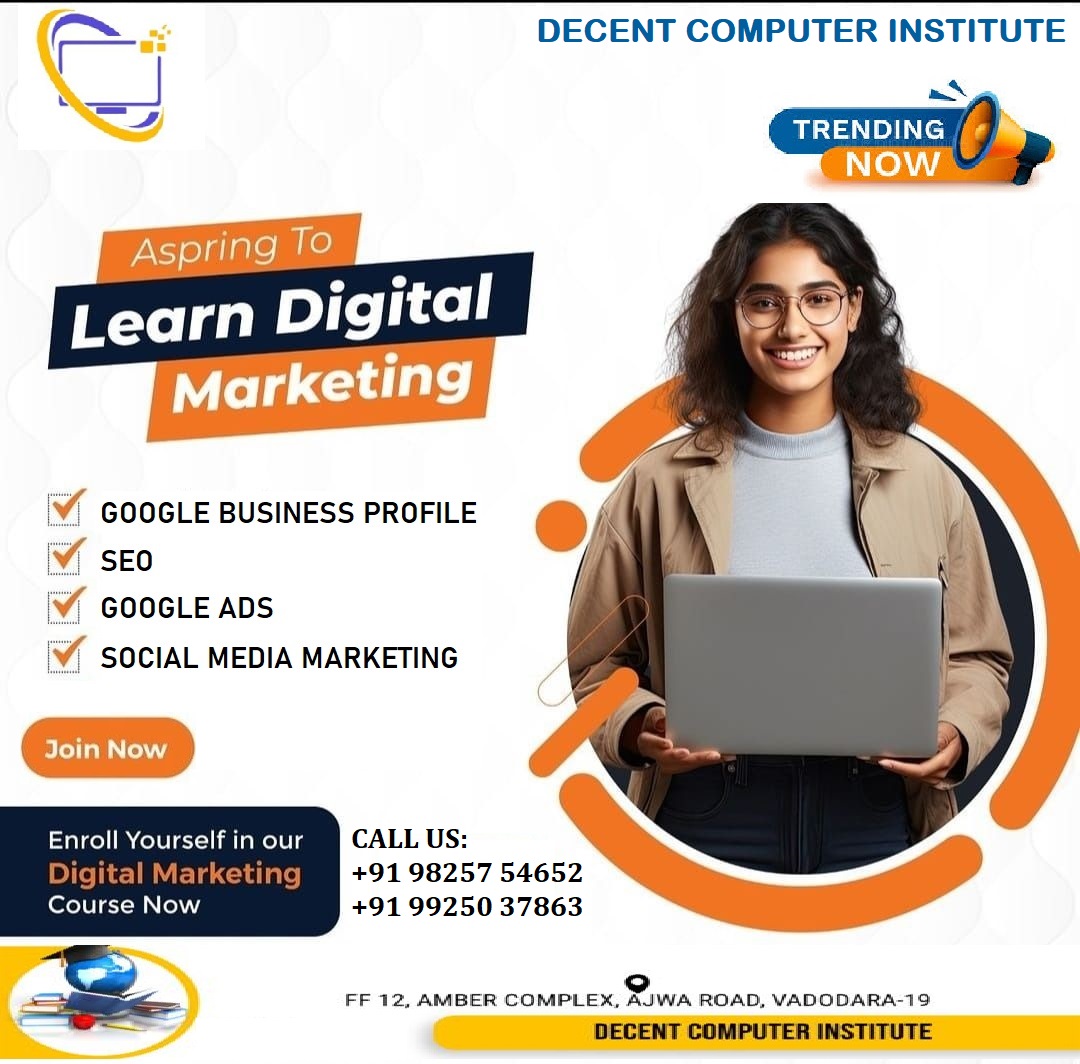 DECENT COMPUTER INSTITUTE
TRENDING
NOW
Aspring To
Learn Digital
Marketing
GOOGLE BUSINESS PROFILE
SEO
GOOGLE ADS
SOCIAL MEDIA MARKETING
Join Now
Enroll Yourself in our
Digital Marketing
Course Now
CALL US:
+91 98257 54652
+91 99250 37863
FF 12, AMBER COMPLEX, AJWA ROAD, VADODARA-19
DECENT COMPUTER INSTITUTE